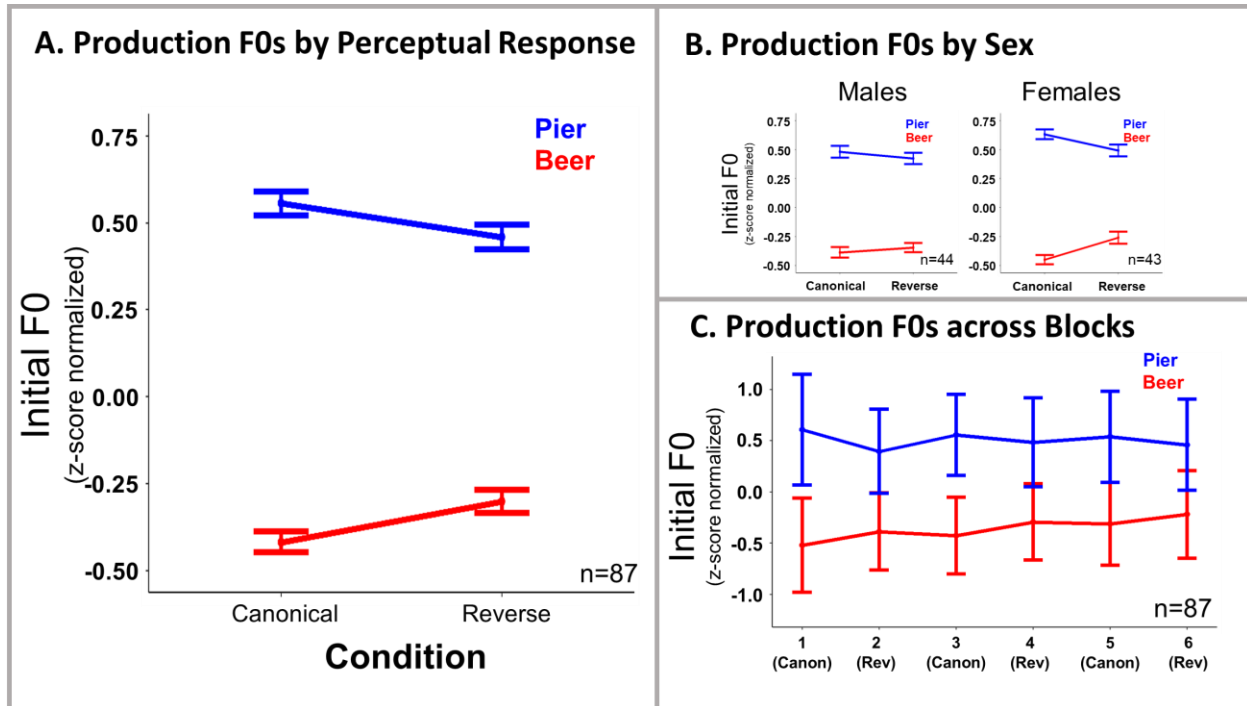 A. Production F0s by Perceptual Response
Pier
Beer
0.75
0.50
0.25
0.00
-0.25
-0.50
Initial F0
(z-score normalized)
n=87
Canonical Reverse
Condition
B. Production F0s by Sex
Males Females
Pier
Beer
0.75
0.50
0.25
0.00
-0.25
-0.50
Initial F0
(z-score normalized)
n=44
Canonical Reverse
Pier
Beer
0.75
0.50
0.00
-0.25
-0.50
n=43
Canonical Reverse
C. Production F0s across Blocks
Pier
Beer
1.0
0.5
0.0
-0.5
-1.0
Initial F0
(z-score normalized)
n=87
1 2 3 4 5 6
(Canon) (Rev) (Canon) (Rev) (Canon) (Rev)